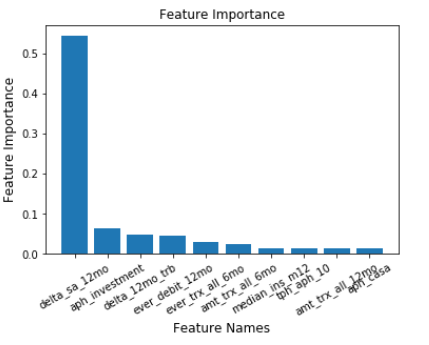 Feature Importance
Feature Importance
0.5
0.4
0.3
0.2
0.1
0.0
delta_sa_12mo
aph_investment
delta_12mo_trb
ever_debit_12mo
ever_trx_all_6mo
amt_trx_all_6mo
median_ins_m12
tph_aph_10
amt_trx_all_12mo
aph_casa
Feature Names